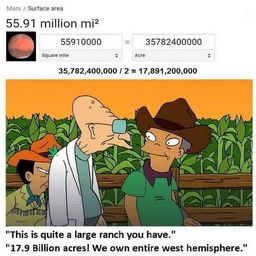 Mars / Surface area
55.91 million mi²
55910000 = 35782400000
Square mile Acre
35,782,400,000 / 2 = 17,891,200,000
"This is quite a large ranch you have."
"17.9 Billion acres! We own entire west hemisphere."